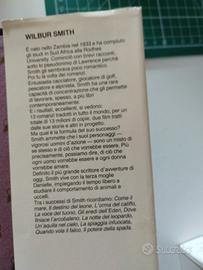 WILBUR SMITH
È nato nello Zambia nel 1933 e ha compiuto
gli studi in Sud Africa alla Rhodes
University. Cominciò con brevi racconti,
sotto lo pseudonimo di Lawrence perché
Smith gli sembrava poco romantico.
Poi fu la volta dei romanzi.
Entusiasta cacciatore, giocatore di golf,
pescatore e alpinista, Smith ha una rara
capacità di concentrazione che gli permette
di lavorare, spesso, a più libri
contemporaneamente.
E i risultati, eccellenti, si vedono:
13 romanzi tradotti in tutto il mondo, per un
totale di 13 milioni di copie, due film tratti
dalle sue storie e altri in progetto.
Ma qual è la formula del suo successo?
Smith ammette che i suoi personaggi —
vigorosi uomini d'azione — sono un misto di
se stesso e di ciò che vorrebbe essere. Più
precisamente, possiamo dire, di ciò che
ogni uomo vorrebbe essere e ogni donna
vorrebbe amare.
Definito il più grande scrittore d'avventure di
sempre, Smith vive con la terza moglie
Danielle, impiegando il tempo libero a
studiare il comportamento di animali e
uccelli.
Tra i successi di Smith ricordiamo: Come il
mare, Il destino del leone, L'orma del califfo,
La voce del tuono, Gli eredi dell'Eden, Dove
finisce l'arcobaleno, La notte del leopardo,
Un'aquila nel cielo, La spiaggia infuocata,
Quando vola il falco, Il potere della spada.